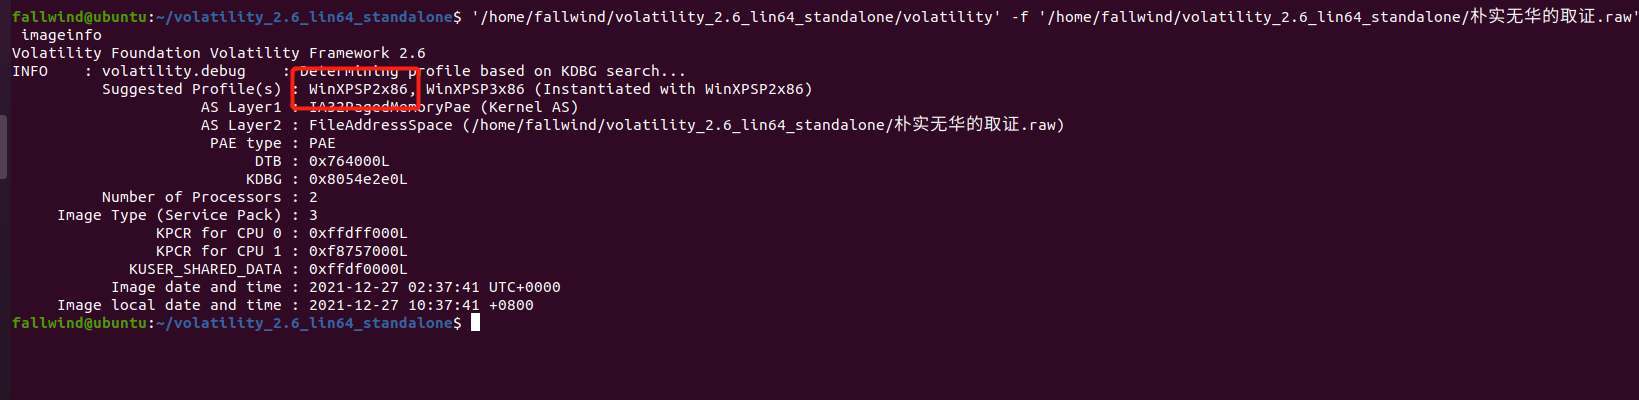 fallwind@ubuntu:~/volatility_2.6_lin64_standalone$ '/home/fallwind/volatility_2.6_lin64_standalone/volatility' -f '/home/fallwind/volatility_2.6_lin64_standalone/朴实无华的取证.raw'
imageinfo
Volatility Foundation Volatility Framework 2.6
INFO    : volatility.debug    : Determining profile based on KDBG search...
Suggested Profile(s) : WinXPSP2x86, WinXPSP3x86 (Instantiated with WinXPSP2x86)
AS Layer1 : IA32PagedMemoryPae (Kernel AS)
AS Layer2 : FileAddressSpace (/home/fallwind/volatility_2.6_lin64_standalone/朴实无华的取证.raw)
PAE type : PAE
DTB : 0x764000L
KDBG : 0x8054e2e0L
Number of Processors : 2
Image Type (Service Pack) : 3
KPCR for CPU 0 : 0xffdff000L
KPCR for CPU 1 : 0xf8757000L
KUSER_SHARED_DATA : 0xffdf0000L
Image date and time : 2021-12-27 02:37:41 UTC+0000
Image local date and time : 2021-12-27 10:37:41 +0800
fallwind@ubuntu:~/volatility_2.6_lin64_standalone$